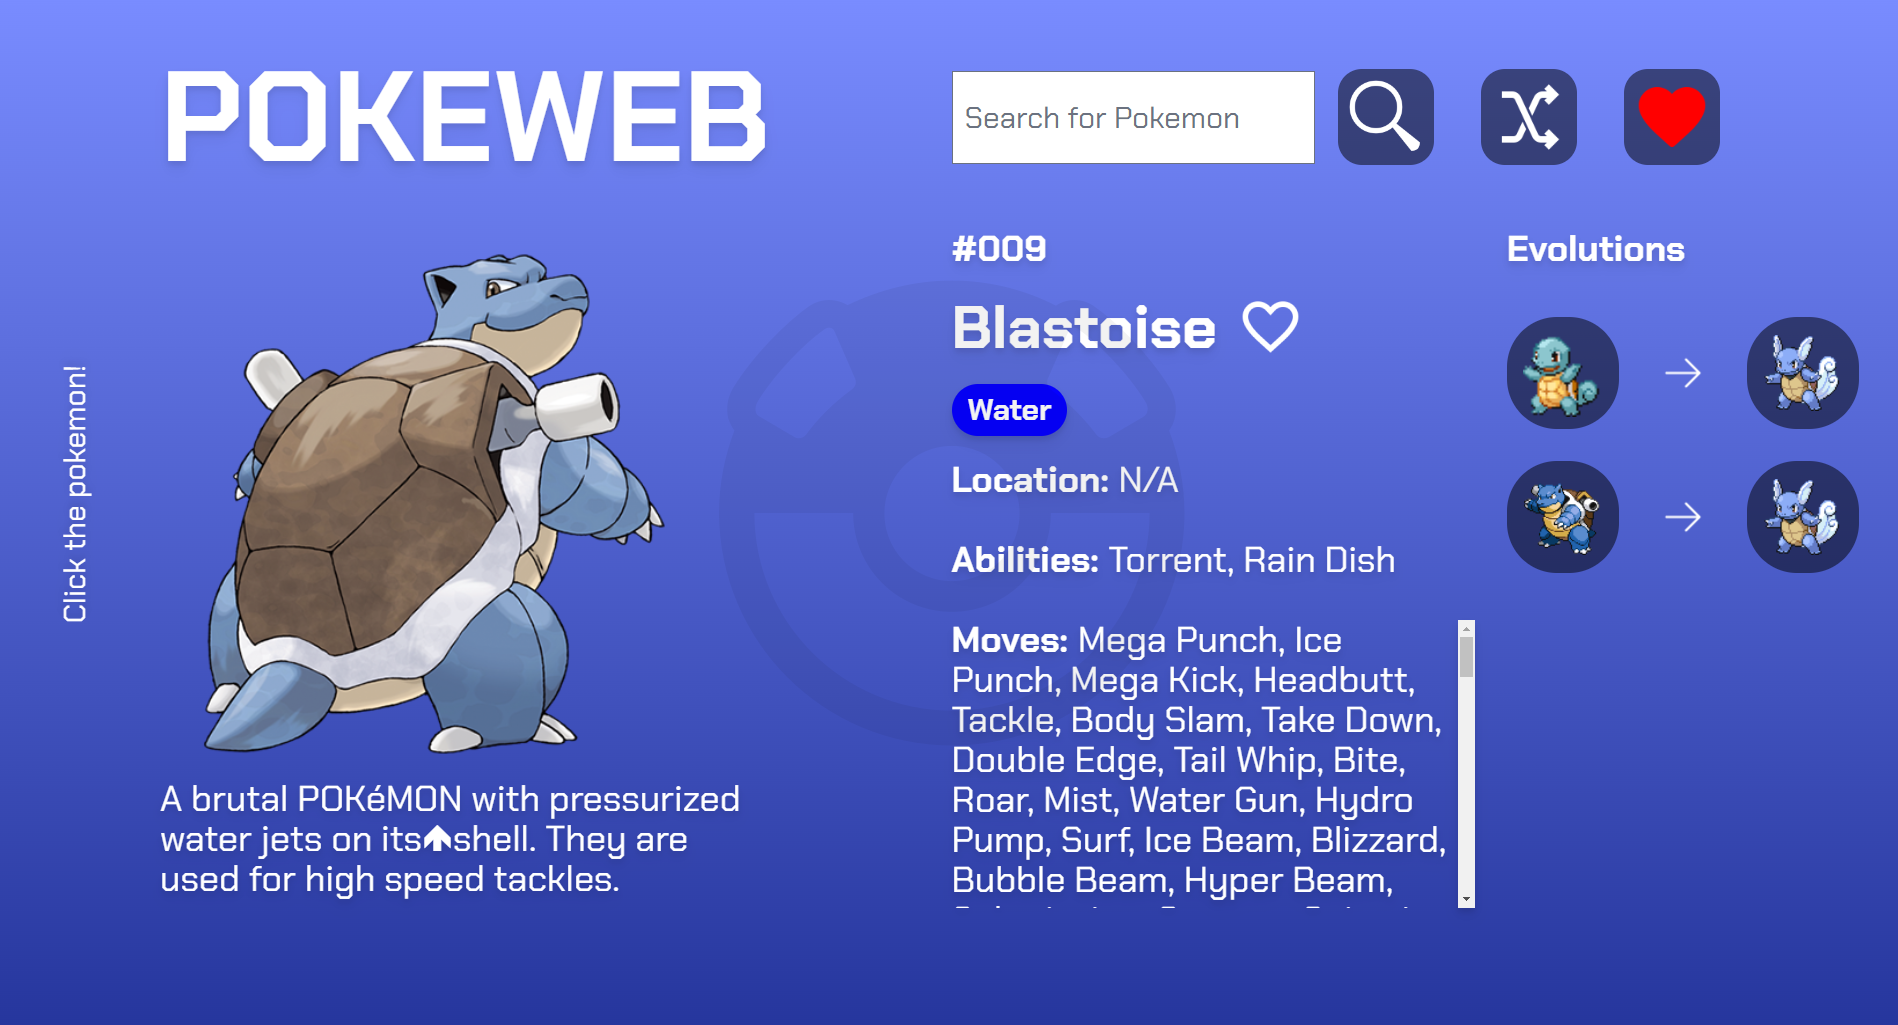 POKEWEB
Search for Pokemon
Click the pokemon!
A brutal POKéMON with pressurized
water jets on its⬆shell. They are
used for high speed tackles.
#009
Blastoise
Water
Location: N/A
Abilities: Torrent, Rain Dish
Moves: Mega Punch, Ice
Punch, Mega Kick, Headbutt,
Tackle, Body Slam, Take Down,
Double Edge, Tail Whip, Bite,
Roar, Mist, Water Gun, Hydro
Pump, Surf, Ice Beam, Blizzard,
Bubble Beam, Hyper Beam,
Evolutions